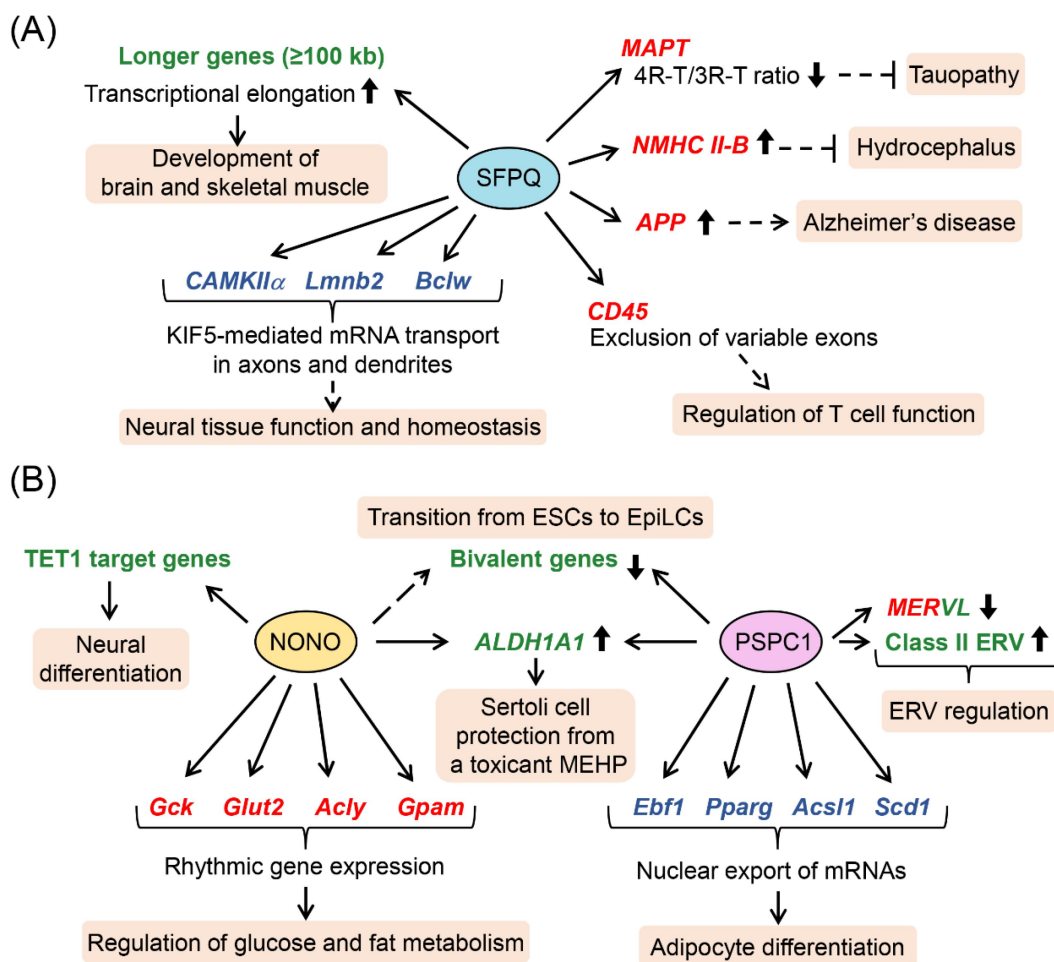 (A)
Longer genes (≥100 kb)
Transcriptional elongation
Development of
brain and skeletal muscle
SFPQ
MAPT
4R-T/3R-T ratio
Tauopathy
NMHC II-B
Hydrocephalus
APP
Alzheimer's disease
CAMKIIα Lmnb2 Bclw
KIF5-mediated mRNA transport
in axons and dendrites
Neural tissue function and homeostasis
CD45
Exclusion of variable exons
Regulation of T cell function
(B)
Transition from ESCs to EpiLCs
TET1 target genes
Bivalent genes
Neural
differentiation
NONO
ALDH1A1
PSPC1
MERVL
Class II ERV
ERV regulation
Sertoli cell
protection from
a toxicant MEHP
Gck Glut2 Acly Gpam
Rhythmic gene expression
Regulation of glucose and fat metabolism
Ebf1 Pparg Acsl1 Scd1
Nuclear export of mRNAs
Adipocyte differentiation